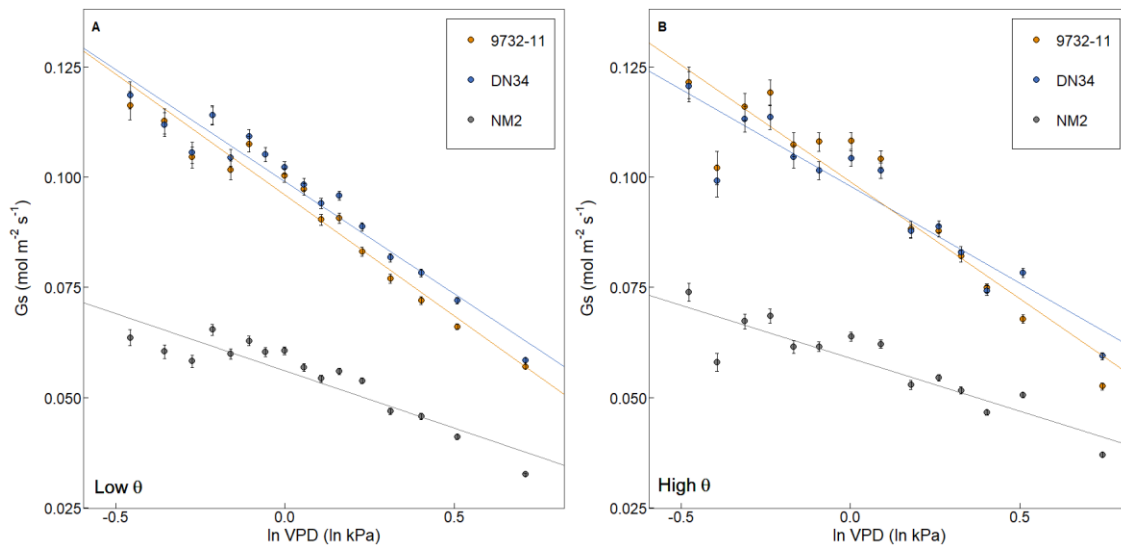 A
9732-11
DN34
NM2
Gs (mol m⁻² s⁻¹)
0.125
0.100
0.075
0.050
0.025
Low θ
-0.5
0.0
0.5
ln VPD (ln kPa)
B
9732-11
DN34
NM2
Gs (mol m⁻² s⁻¹)
0.125
0.100
0.075
0.050
0.025
High θ
-0.5
0.0
0.5
ln VPD (ln kPa)